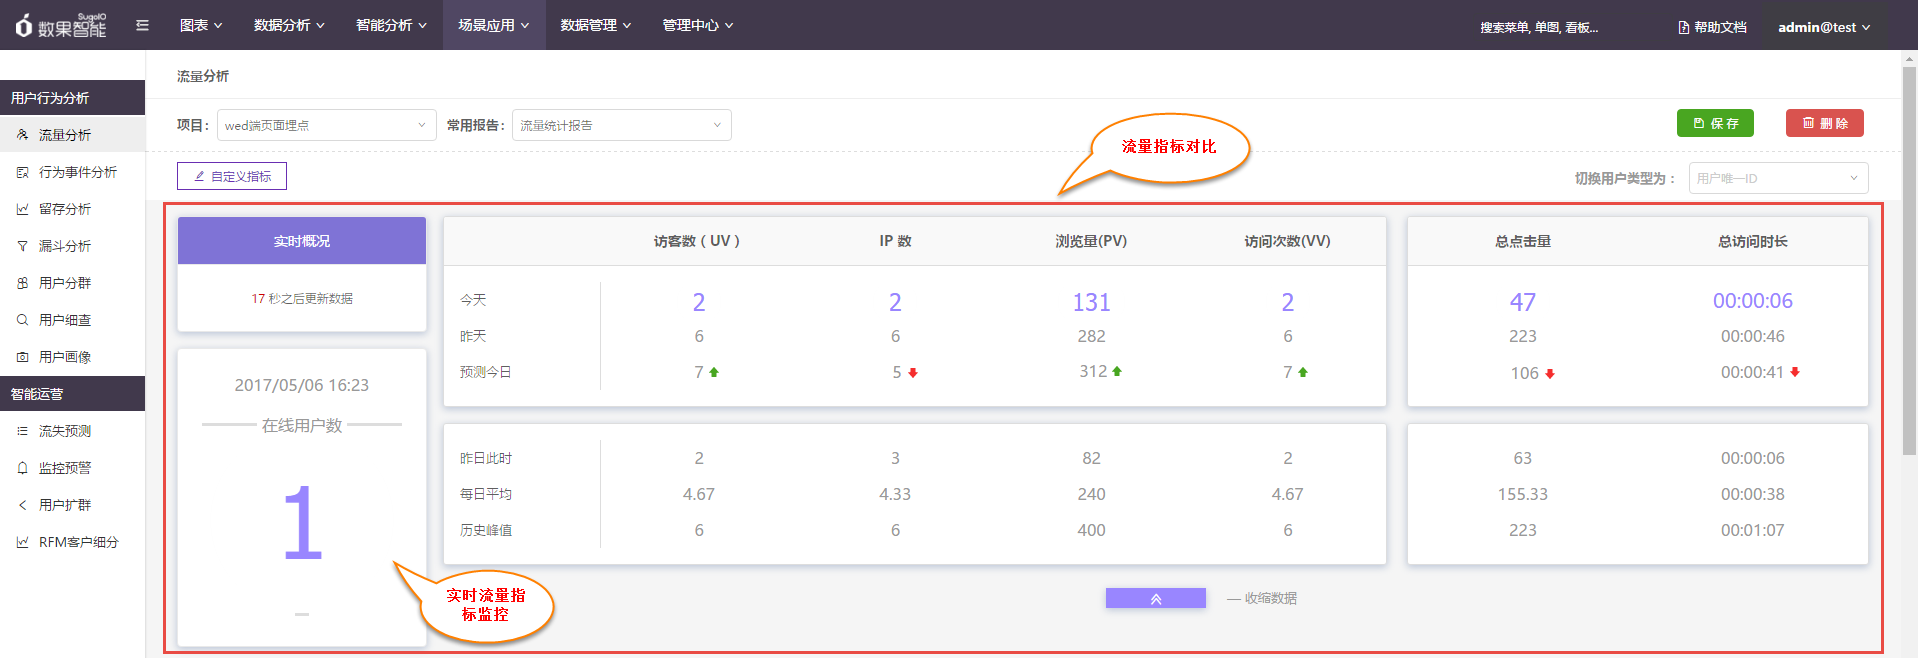 SugoIO
数果智能
图表
数据分析
智能分析
场景应用
数据管理
管理中心
搜索菜单, 单图, 看板...
帮助文档
admin@test
用户行为分析
流量分析
行为事件分析
留存分析
漏斗分析
用户分群
用户细查
用户画像
智能运营
流失预测
监控预警
用户扩群
RFM客户细分
流量分析
项目： wed端页面埋点 常用报告： 流量统计报告
保 存
删 除
流量指标对比
自定义指标
切换用户类型为： 用户唯一ID
实时概况
17 秒之后更新数据
2017/05/06 16:23
在线用户数
1
实时流量指
标监控
访客数（ UV ） IP 数 浏览量(PV) 访问次数(VV) 总点击量 总访问时长
今天 2 2 131 2 47 00:00:06
昨天 6 6 282 6 223 00:00:46
预测今日 7 5 312 7 106 00:00:41
昨日此时 2 3 82 2 63 00:00:06
每日平均 4.67 4.33 240 4.67 155.33 00:00:38
历史峰值 6 6 400 6 223 00:01:07
— 收缩数据